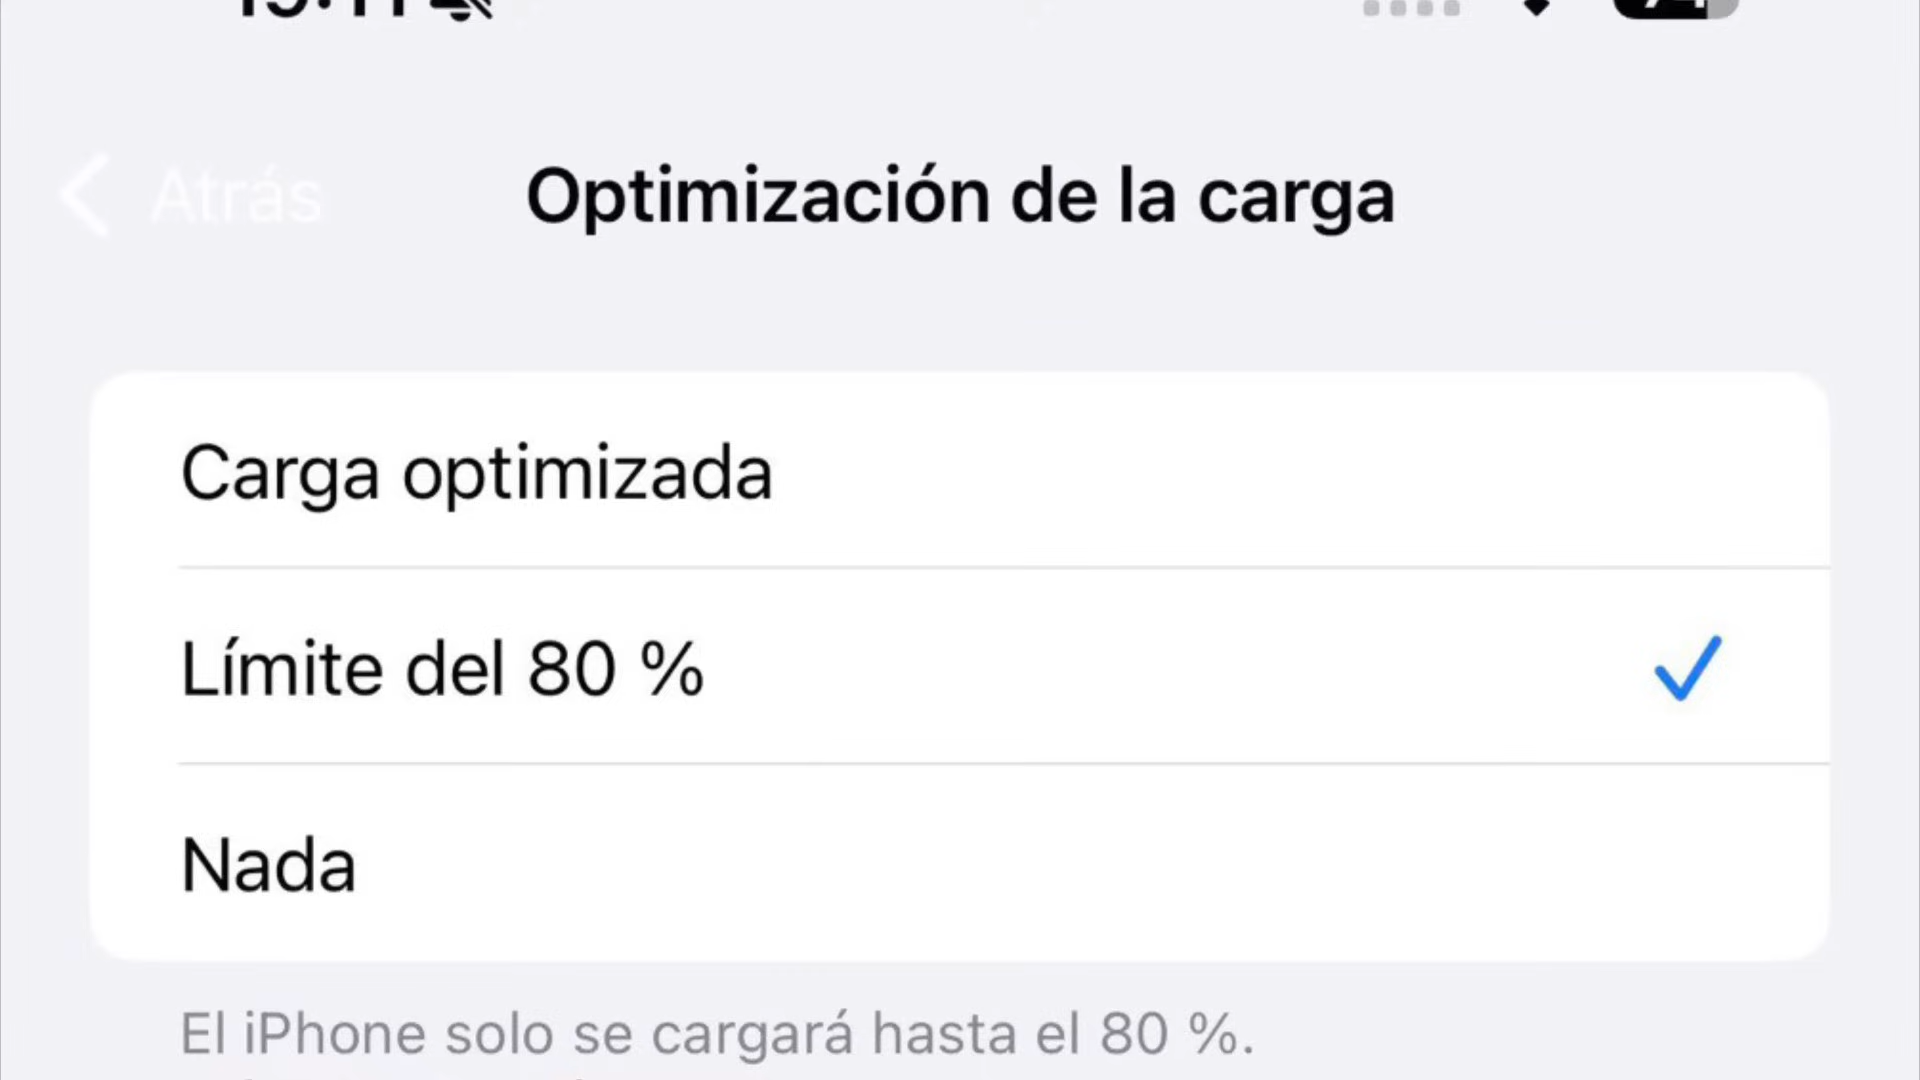 Atrás
Optimización de la carga
Carga optimizada
Límite del 80 %
Nada
El iPhone solo se cargará hasta el 80 %.